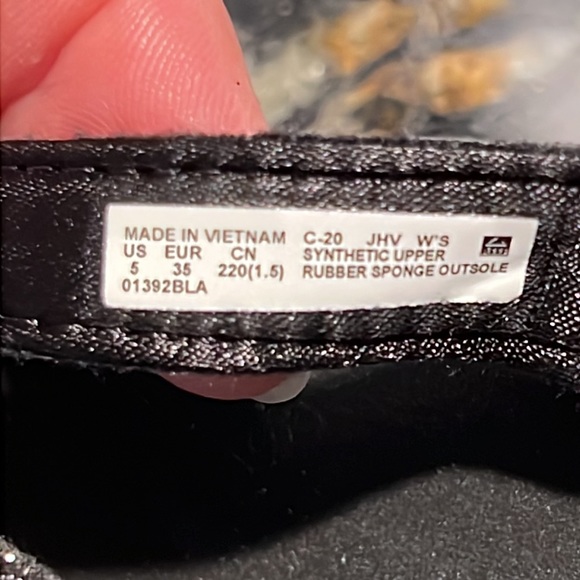 MADE IN VIETNAM C-20 JHV W'S
US EUR CN SYNTHETIC UPPER
5 35 220(1.5) RUBBER SPONGE OUTSOLE
01392BLA